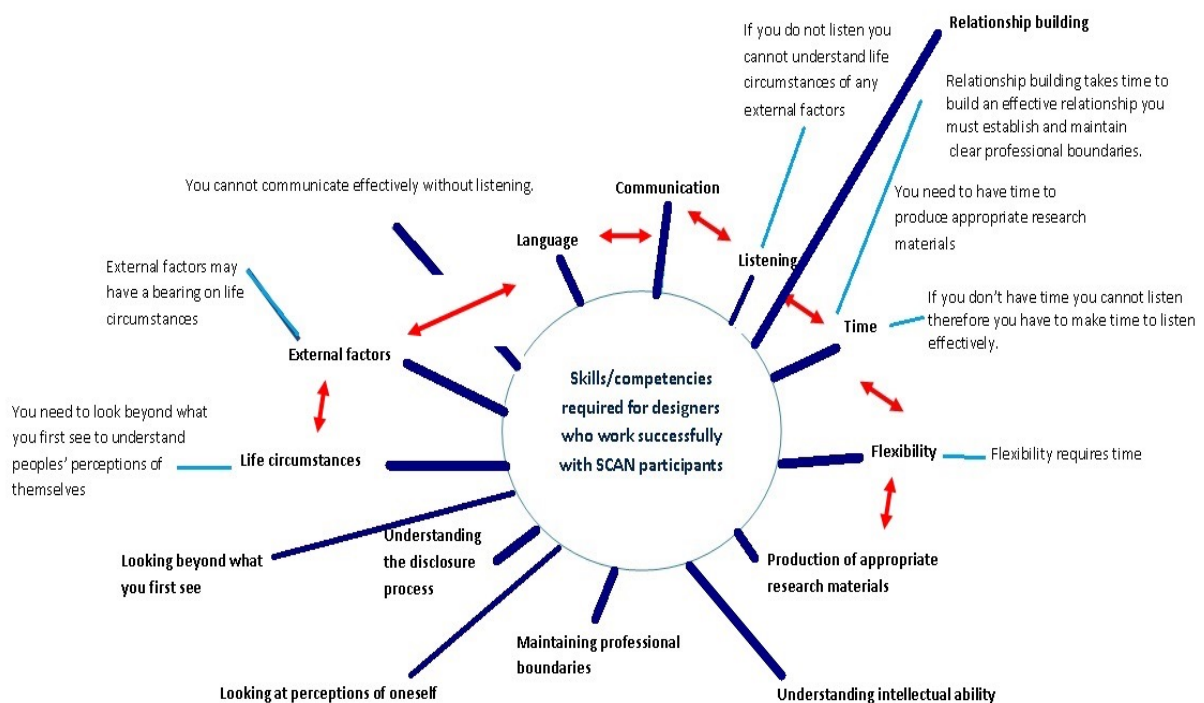 Relationship building
If you do not listen you
cannot understand life
circumstances of any
external factors
Relationship building takes time to
build an effective relationship you
must establish and maintain
clear professional boundaries.
You cannot communicate effectively without listening.
Communication
You need to have time to
produce appropriate research
materials
Language
Listening
External factors may
have a bearing on life
circumstances
If you don't have time you cannot listen
therefore you have to make time to listen
effectively.
Time
External factors
Skills/competencies
required for designers
who work successfully
with SCAN participants
You need to look beyond what
you first see to understand
peoples' perceptions of
themselves
Life circumstances
Flexibility
Flexibility requires time
Looking beyond what
you first see
Understanding
the disclosure
process
Production of appropriate
research materials
Maintaining professional
boundaries
Looking at perceptions of oneself
Understanding intellectual ability